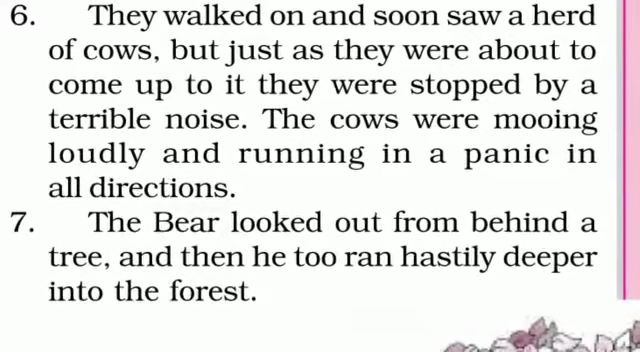 6. They walked on and soon saw a herd
of cows, but just as they were about to
come up to it they were stopped by a
terrible noise. The cows were mooing
loudly and running in a panic in
all directions.
7. The Bear looked out from behind a
tree, and then he too ran hastily deeper
into the forest.